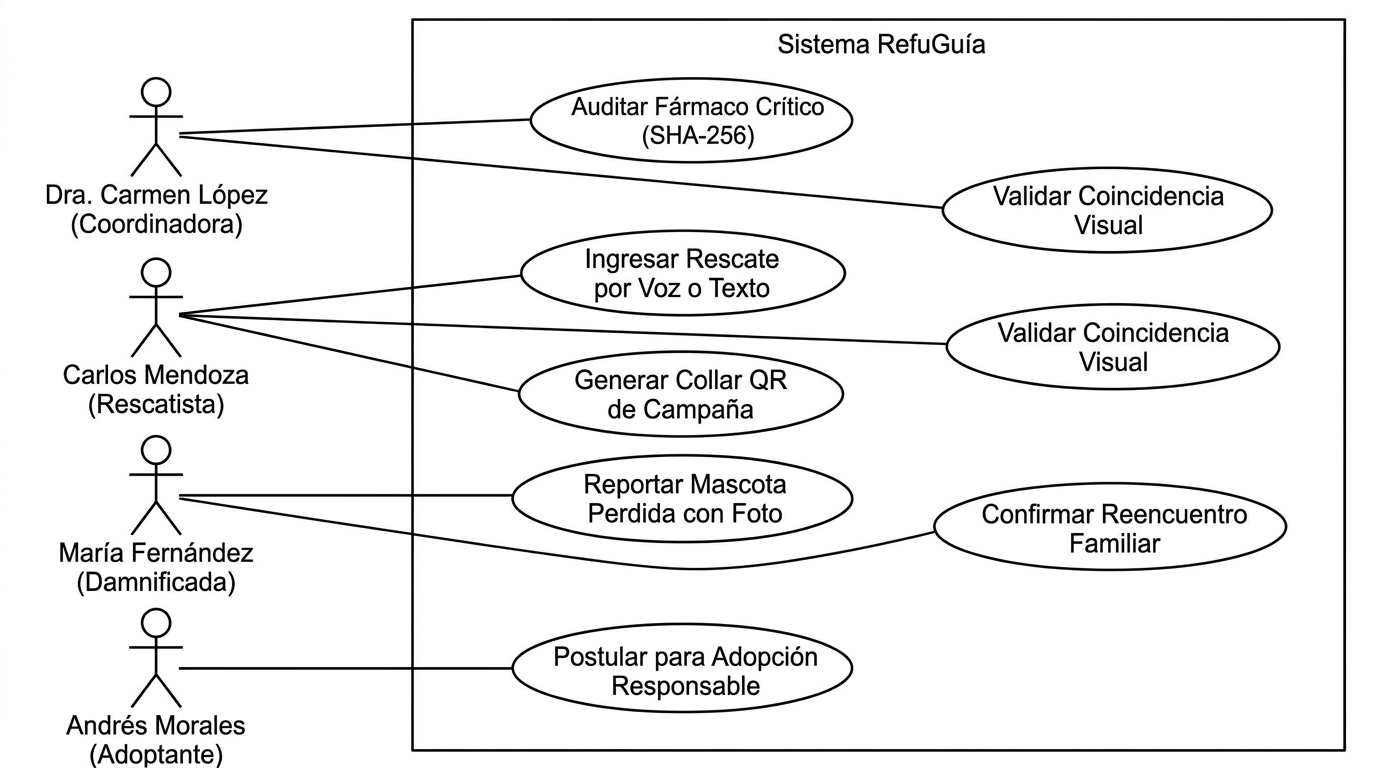 Sistema RefuGuía
Auditar Fármaco Crítico
(SHA-256)
Dra. Carmen López
(Coordinadora)
Validar Coincidencia
Visual
Ingresar Rescate
por Voz o Texto
Carlos Mendoza
(Rescatista)
Validar Coincidencia
Visual
Generar Collar QR
de Campaña
Reportar Mascota
Perdida con Foto
María Fernández
(Damnificada)
Confirmar Reencuentro
Familiar
Postular para Adopción
Responsable
Andrés Morales
(Adoptante)